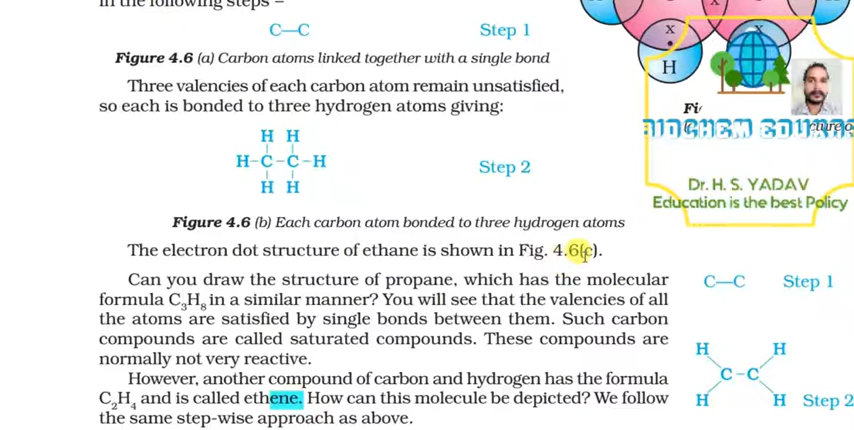 in the following steps –
C—C Step 1
Figure 4.6 (a) Carbon atoms linked together with a single bond
Three valencies of each carbon atom remain unsatisfied,
so each is bonded to three hydrogen atoms giving:
H H
H-C-C-H Step 2
H H
Figure 4.6 (b) Each carbon atom bonded to three hydrogen atoms
The electron dot structure of ethane is shown in Fig. 4.6(c).
Can you draw the structure of propane, which has the molecular
formula C₃H₈ in a similar manner? You will see that the valencies of all
the atoms are satisfied by single bonds between them. Such carbon
compounds are called saturated compounds. These compounds are
normally not very reactive.
However, another compound of carbon and hydrogen has the formula
C₂H₄ and is called ethene. How can this molecule be depicted? We follow
the same step-wise approach as above.
x
x x
H
Dr. H. S. YADAV
Education is the best Policy
C—C Step 1
H H
C-C
H H Step 2